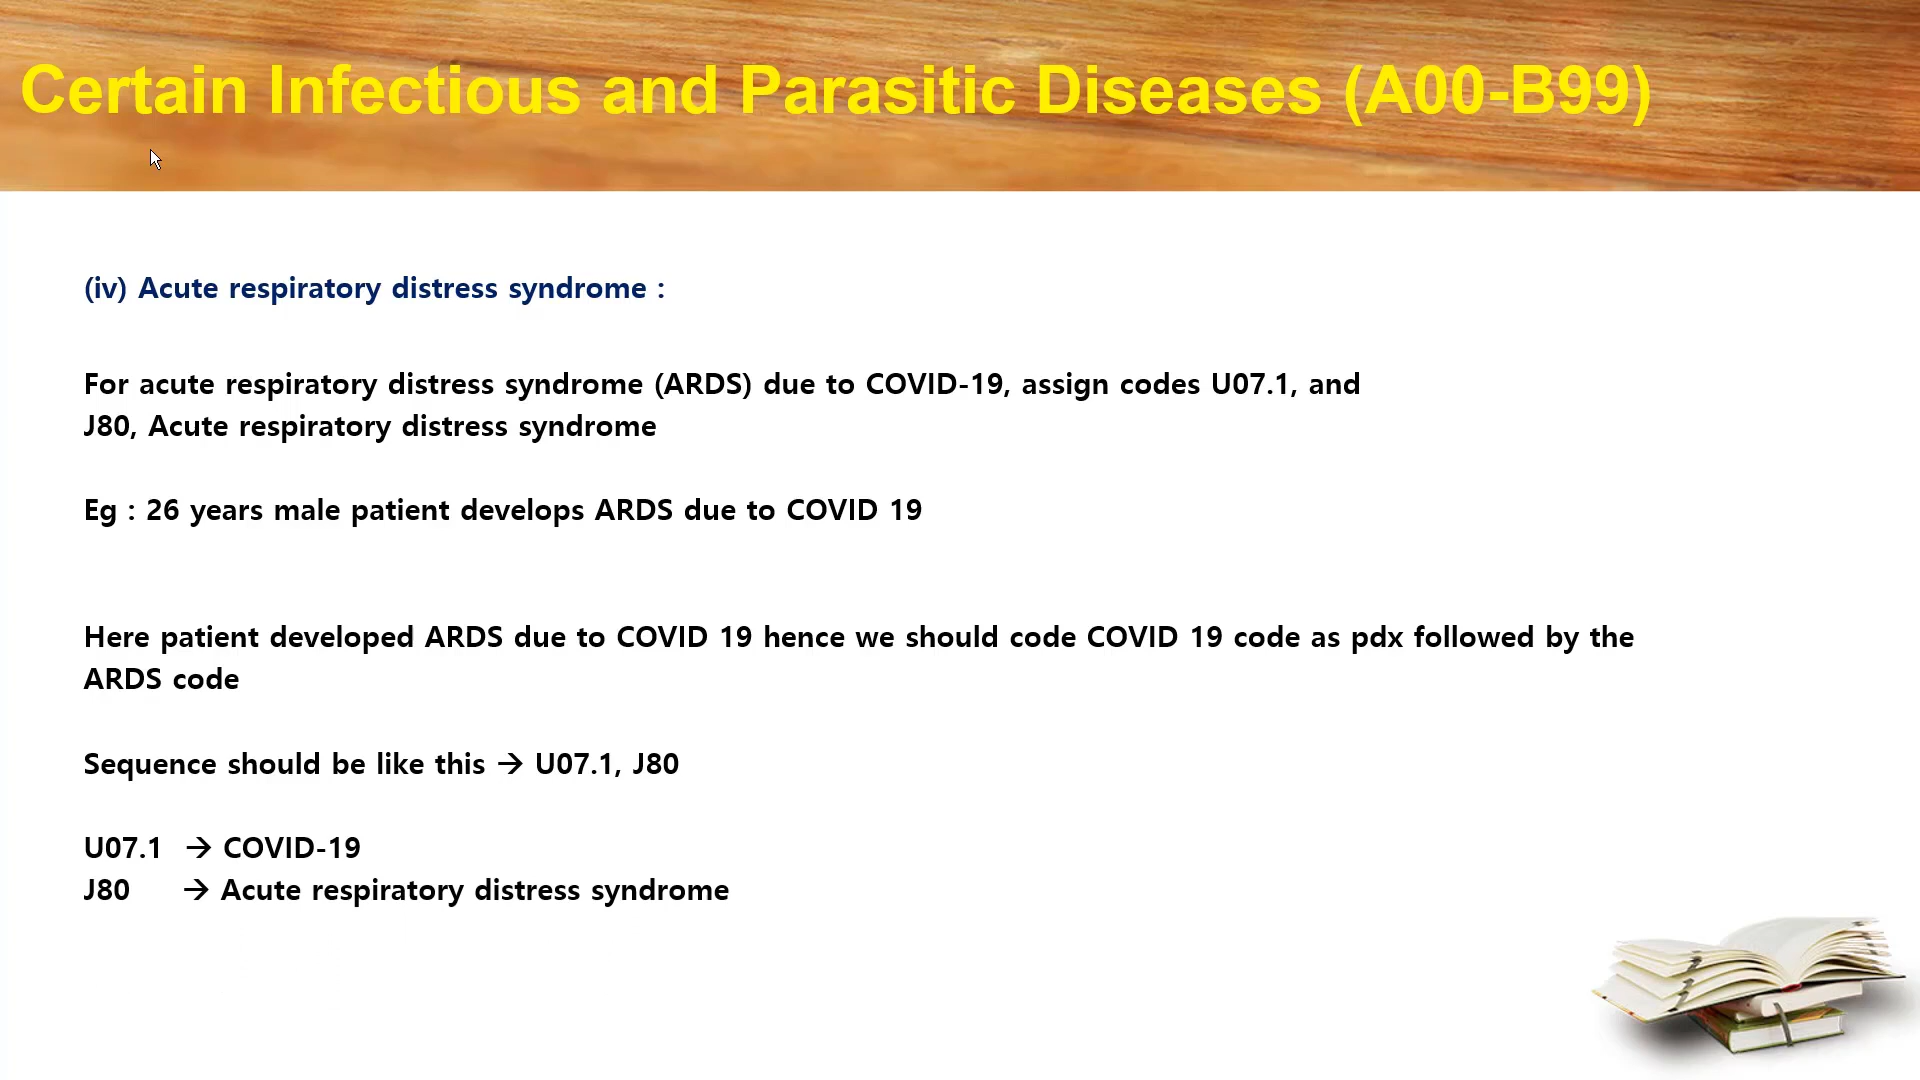 Certain Infectious and Parasitic Diseases (A00-B99)
(iv) Acute respiratory distress syndrome :
For acute respiratory distress syndrome (ARDS) due to COVID-19, assign codes U07.1, and
J80, Acute respiratory distress syndrome
Eg : 26 years male patient develops ARDS due to COVID 19
Here patient developed ARDS due to COVID 19 hence we should code COVID 19 code as pdx followed by the
ARDS code
Sequence should be like this → U07.1, J80
U07.1 → COVID-19
J80 → Acute respiratory distress syndrome